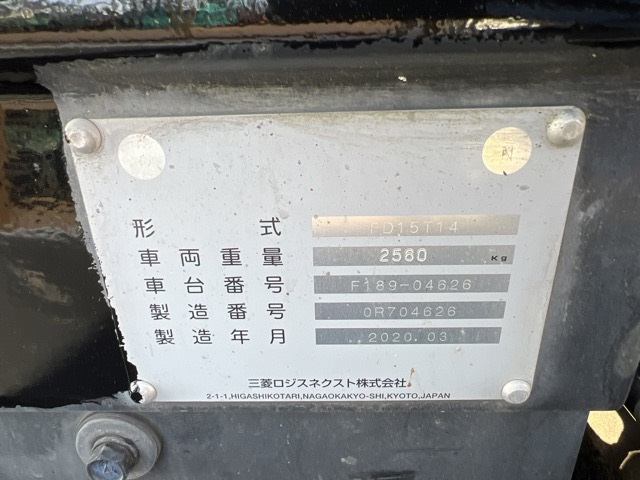 形 式 FD15T14
車両重量 2580 Kg
車台番号 F189-04626
製造番号 0R704626
製造年月 2020.03
三菱ロジスネクスト株式会社
2-1-1,HIGASHIKOTARI,NAGAOKAKYO-SHI,KYOTO,JAPAN